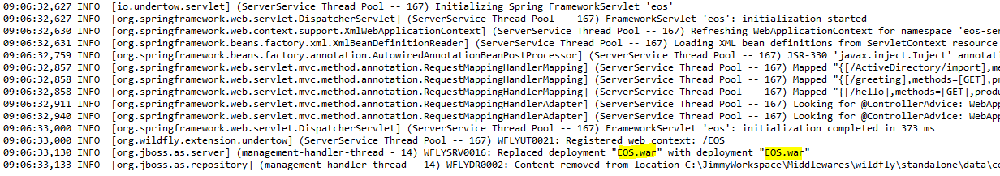 09:06:32,627 INFO  [io.undertow.servlet] (ServerService Thread Pool -- 167) Initializing Spring FrameworkServlet 'eos'
09:06:32,627 INFO  [org.springframework.web.servlet.DispatcherServlet] (ServerService Thread Pool -- 167) FrameworkServlet 'eos': initialization started
09:06:32,630 INFO  [org.springframework.web.context.support.XmlWebApplicationContext] (ServerService Thread Pool -- 167) Refreshing WebApplicationContext for namespace 'eos-ser
09:06:32,631 INFO  [org.springframework.beans.factory.xml.XmlBeanDefinitionReader] (ServerService Thread Pool -- 167) Loading XML bean definitions from ServletContext resource
09:06:32,759 INFO  [org.springframework.beans.factory.annotation.AutowiredAnnotationBeanPostProcessor] (ServerService Thread Pool -- 167) JSR-330 'javax.inject.Inject' annotati
09:06:32,857 INFO  [org.springframework.web.servlet.mvc.method.annotation.RequestMappingHandlerMapping] (ServerService Thread Pool -- 167) Mapped "{[/ActiveDirectory/import],me
09:06:32,858 INFO  [org.springframework.web.servlet.mvc.method.annotation.RequestMappingHandlerMapping] (ServerService Thread Pool -- 167) Mapped "{[/greeting],methods=[GET],pr
09:06:32,858 INFO  [org.springframework.web.servlet.mvc.method.annotation.RequestMappingHandlerMapping] (ServerService Thread Pool -- 167) Mapped "{[/hello],methods=[GET],produ
09:06:32,911 INFO  [org.springframework.web.servlet.mvc.method.annotation.RequestMappingHandlerAdapter] (ServerService Thread Pool -- 167) Looking for @ControllerAdvice: WebApp
09:06:32,940 INFO  [org.springframework.web.servlet.mvc.method.annotation.RequestMappingHandlerAdapter] (ServerService Thread Pool -- 167) Looking for @ControllerAdvice: WebApp
09:06:33,000 INFO  [org.springframework.web.servlet.DispatcherServlet] (ServerService Thread Pool -- 167) FrameworkServlet 'eos': initialization completed in 373 ms
09:06:33,000 INFO  [org.wildfly.extension.undertow] (ServerService Thread Pool -- 167) WFLYUT0021: Registered web context: /EOS
09:06:33,130 INFO  [org.jboss.as.server] (management-handler-thread - 14) WFLYSRV0016: Replaced deployment "EOS.war" with deployment "EOS.war"
09:06:33,133 INFO  [org.jboss.as.repository] (management-handler-thread - 14) WFLYDR0002: Content removed from location C:\JimmyWorkspace\Middlewares\wildfly\standalone\data\co